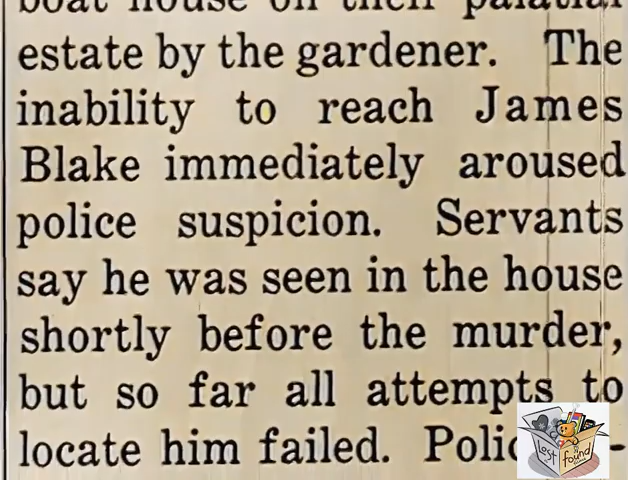 boat house on their palatial
estate by the gardener. The
inability to reach James
Blake immediately aroused
police suspicion. Servants
say he was seen in the house
shortly before the murder,
but so far all attempts to
locate him failed.
Lost
found